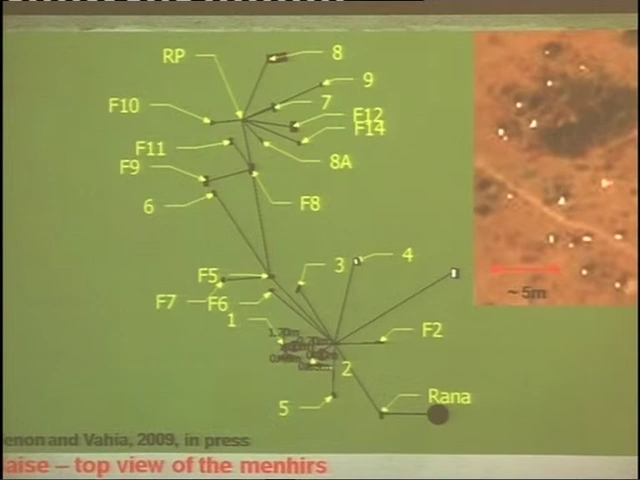 RP
8
9
7
F10
F12
F14
F11
8A
F9
6
F8
F5
3
4
F7
F6
1
F2
2
5
Rana
~ 5m
enon and Vahia, 2009, in press
aise – top view of the menhirs